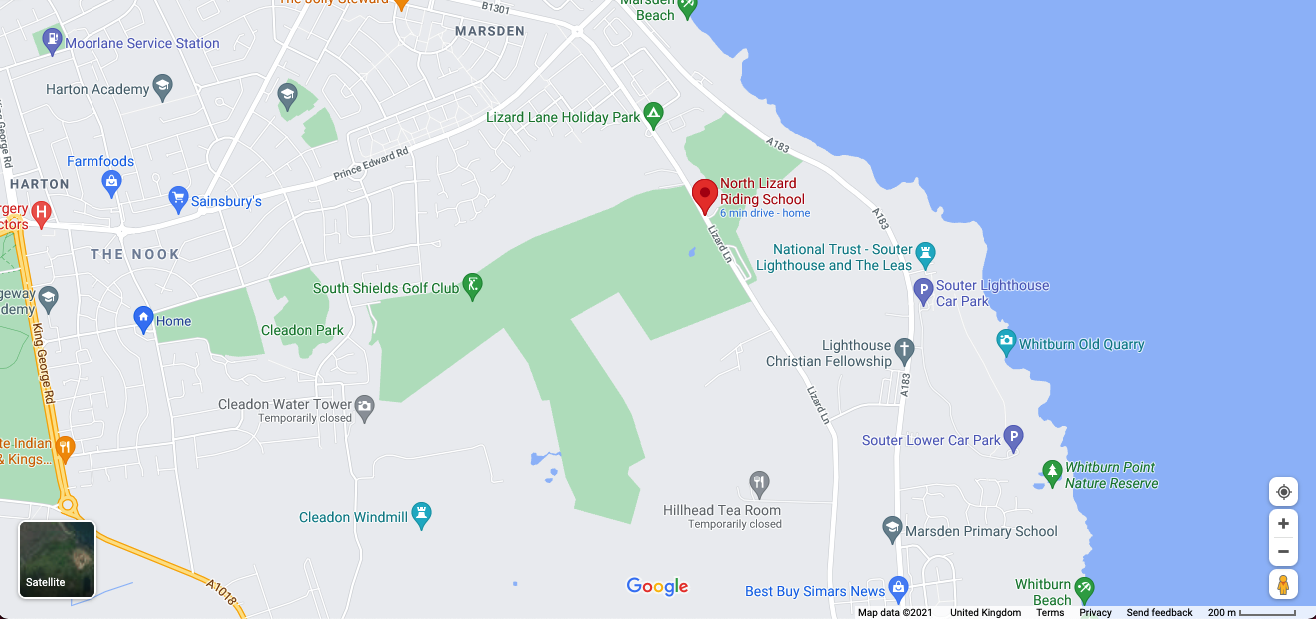 The Jolly Steward
B1301
Marsden
Beach
MARSDEN
Moorlane Service Station
Harton Academy
Lizard Lane Holiday Park
A183
King George Rd
Prince Edward Rd
Farmfoods
HARTON
Sainsbury's
North Lizard
Riding School
6 min drive - home
A183
THE NOOK
Lizard Ln
National Trust - Souter
Lighthouse and The Leas
South Shields Golf Club
Souter Lighthouse
Car Park
Home
Cleadon Park
King George Rd
Lighthouse
Christian Fellowship
Whitburn Old Quarry
A183
Lizard Ln
Cleadon Water Tower
Temporarily closed
Indian
& Kings...
Souter Lower Car Park
P
Whitburn Point
Nature Reserve
Hillhead Tea Room
Temporarily closed
Cleadon Windmill
Marsden Primary School
Satellite
A1018
Google
Best Buy Simars News
Whitburn
Beach
Map data ©2021 United Kingdom Terms Privacy Send feedback 200 m